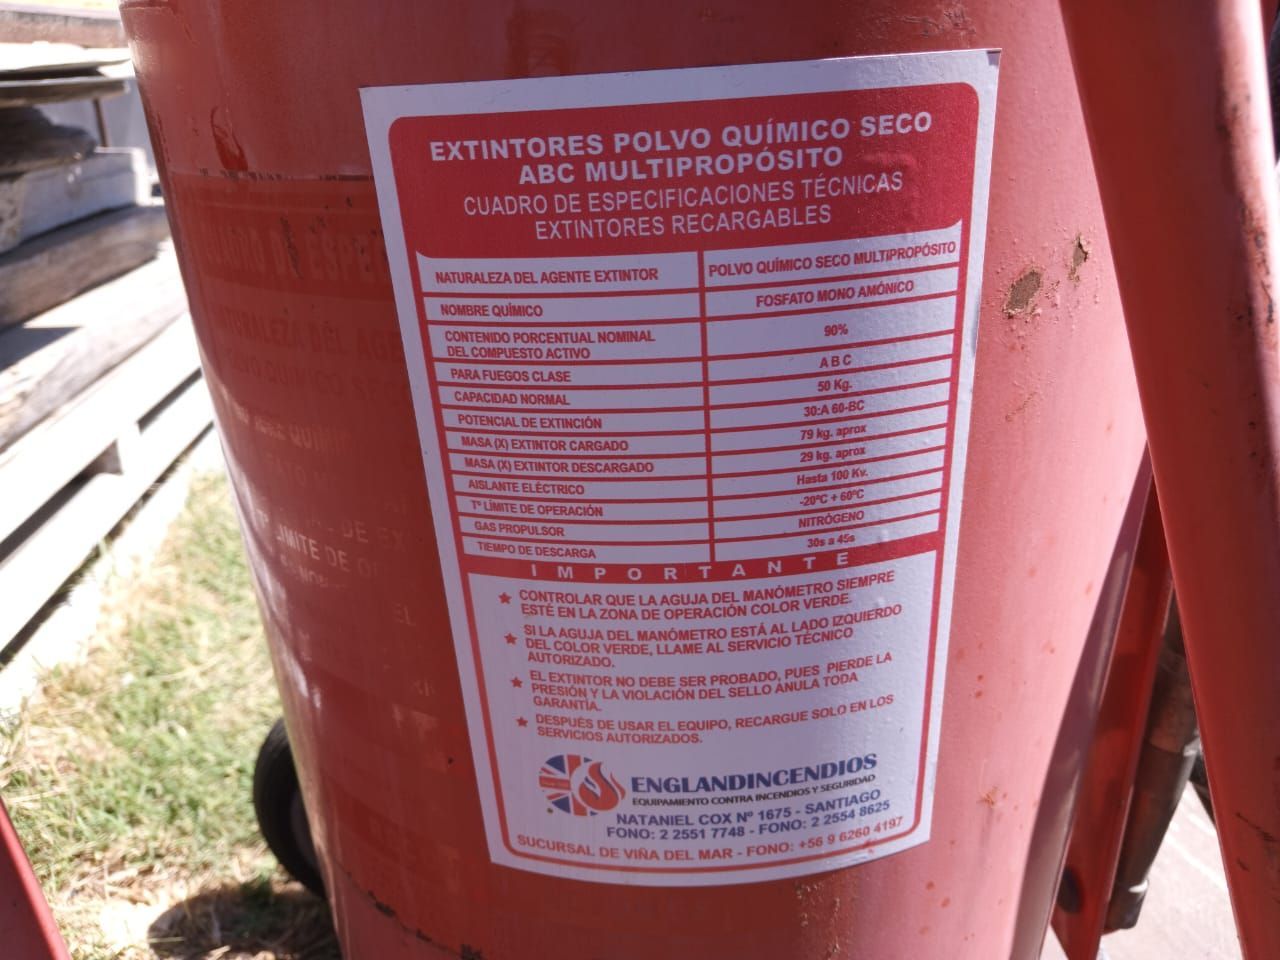 EXTINTORES POLVO QUÍMICO SECO
ABC MULTIPROPÓSITO
CUADRO DE ESPECIFICACIONES TÉCNICAS
EXTINTORES RECARGABLES
NATURALEZA DEL AGENTE EXTINTOR POLVO QUÍMICO SECO MULTIPROPÓSITO
NOMBRE QUÍMICO FOSFATO MONO AMÓNICO
CONTENIDO PORCENTUAL NOMINAL
DEL COMPUESTO ACTIVO 90%
PARA FUEGOS CLASE A B C
CAPACIDAD NORMAL 50 Kg.
POTENCIAL DE EXTINCIÓN 30:A 60-BC
MASA (X) EXTINTOR CARGADO 79 kg. aprox
MASA (X) EXTINTOR DESCARGADO 29 kg. aprox
AISLANTE ELÉCTRICO Hasta 100 Kv.
Tº LÍMITE DE OPERACIÓN -20ºC + 60ºC
GAS PROPULSOR NITRÓGENO
TIEMPO DE DESCARGA 30s a 45s
IMPORTANTE
★ CONTROLAR QUE LA AGUJA DEL MANÓMETRO SIEMPRE
ESTÉ EN LA ZONA DE OPERACIÓN COLOR VERDE.
★ SI LA AGUJA DEL MANÓMETRO ESTÁ AL LADO IZQUIERDO
DEL COLOR VERDE, LLAME AL SERVICIO TÉCNICO
AUTORIZADO.
★ EL EXTINTOR NO DEBE SER PROBADO, PUES PIERDE LA
PRESIÓN Y LA VIOLACIÓN DEL SELLO ANULA TODA
GARANTÍA.
★ DESPUÉS DE USAR EL EQUIPO, RECARGUE SOLO EN LOS
SERVICIOS AUTORIZADOS.
ENGLANDINCENDIOS
EQUIPAMIENTO CONTRA INCENDIOS Y SEGURIDAD
NATANIEL COX Nº 1675 - SANTIAGO
FONO: 2 2551 7748 - FONO: 2 2554 8625
SUCURSAL DE VIÑA DEL MAR - FONO: +56 9 6260 4197